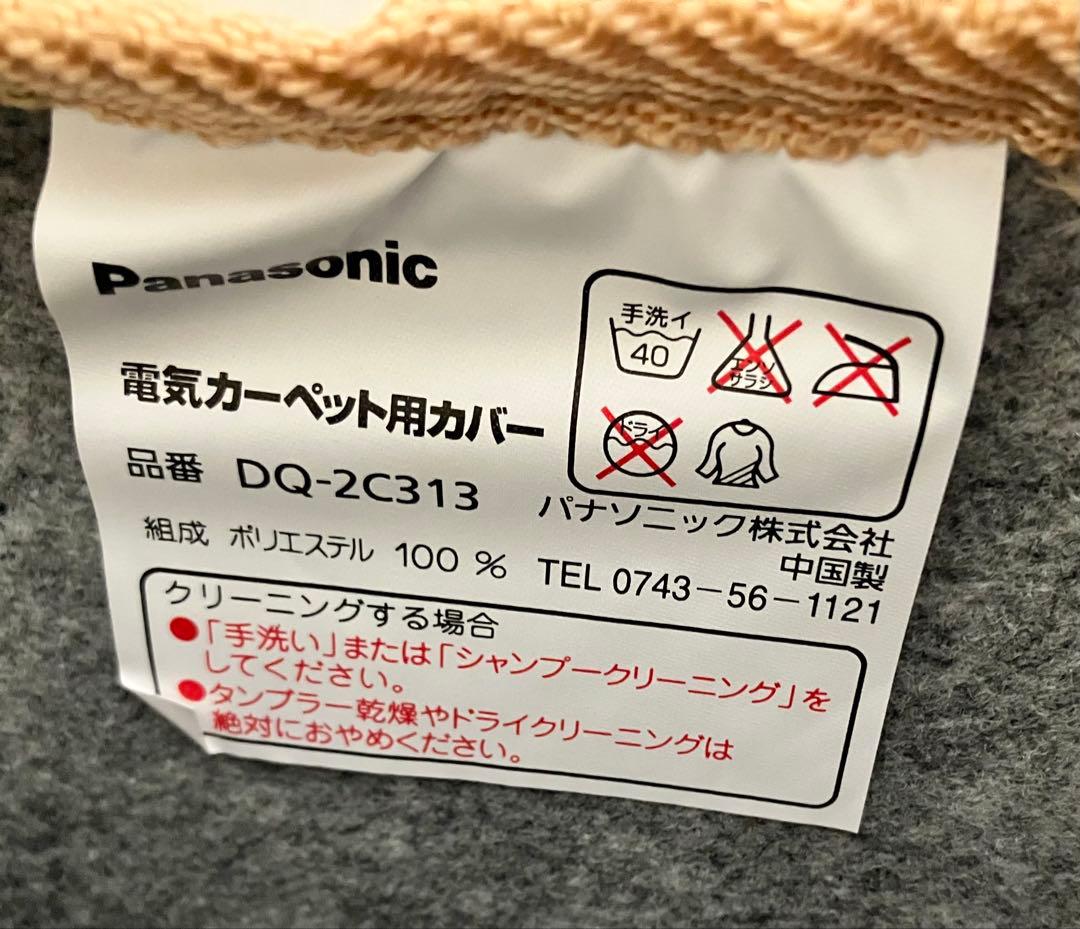 Panasonic
電気カーペット用カバー
品番 DQ-2C313
組成 ポリエステル 100 %
手洗イ
40
エンソ
サラシ
ドライ
パナソニック株式会社
中国製
TEL 0743-56-1121
クリーニングする場合
●「手洗い」または「シャンプークリーニング」を
してください。
●タンブラー乾燥やドライクリーニングは
絶対におやめください。